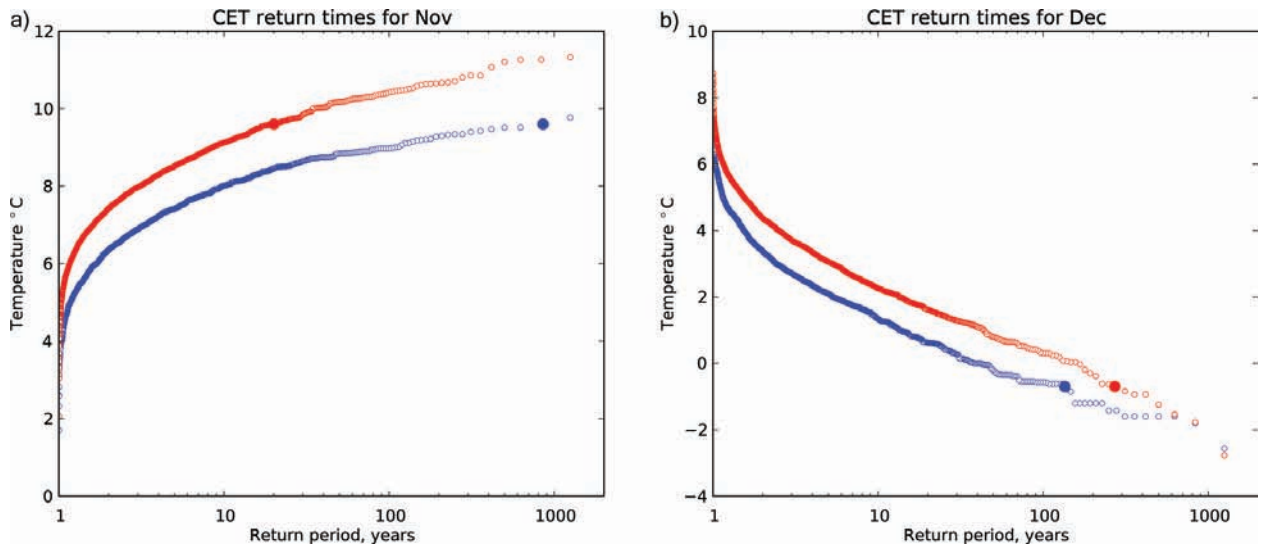 a)
CET return times for Nov
12
10
8
6
4
2
0
Temperature °C
1
10
100
1000
Return period, years
b)
CET return times for Dec
10
8
6
4
2
0
−2
−4
Temperature °C
1
10
100
1000
Return period, years